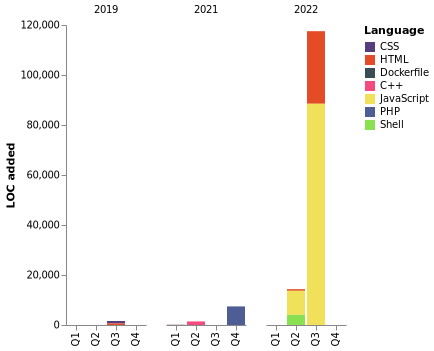 2019 2021 2022
Language
CSS
HTML
Dockerfile
C++
JavaScript
PHP
Shell
LOC added
120,000
100,000
80,000
60,000
40,000
20,000
0
Q1 Q2 Q3 Q4 Q1 Q2 Q3 Q4 Q1 Q2 Q3 Q4